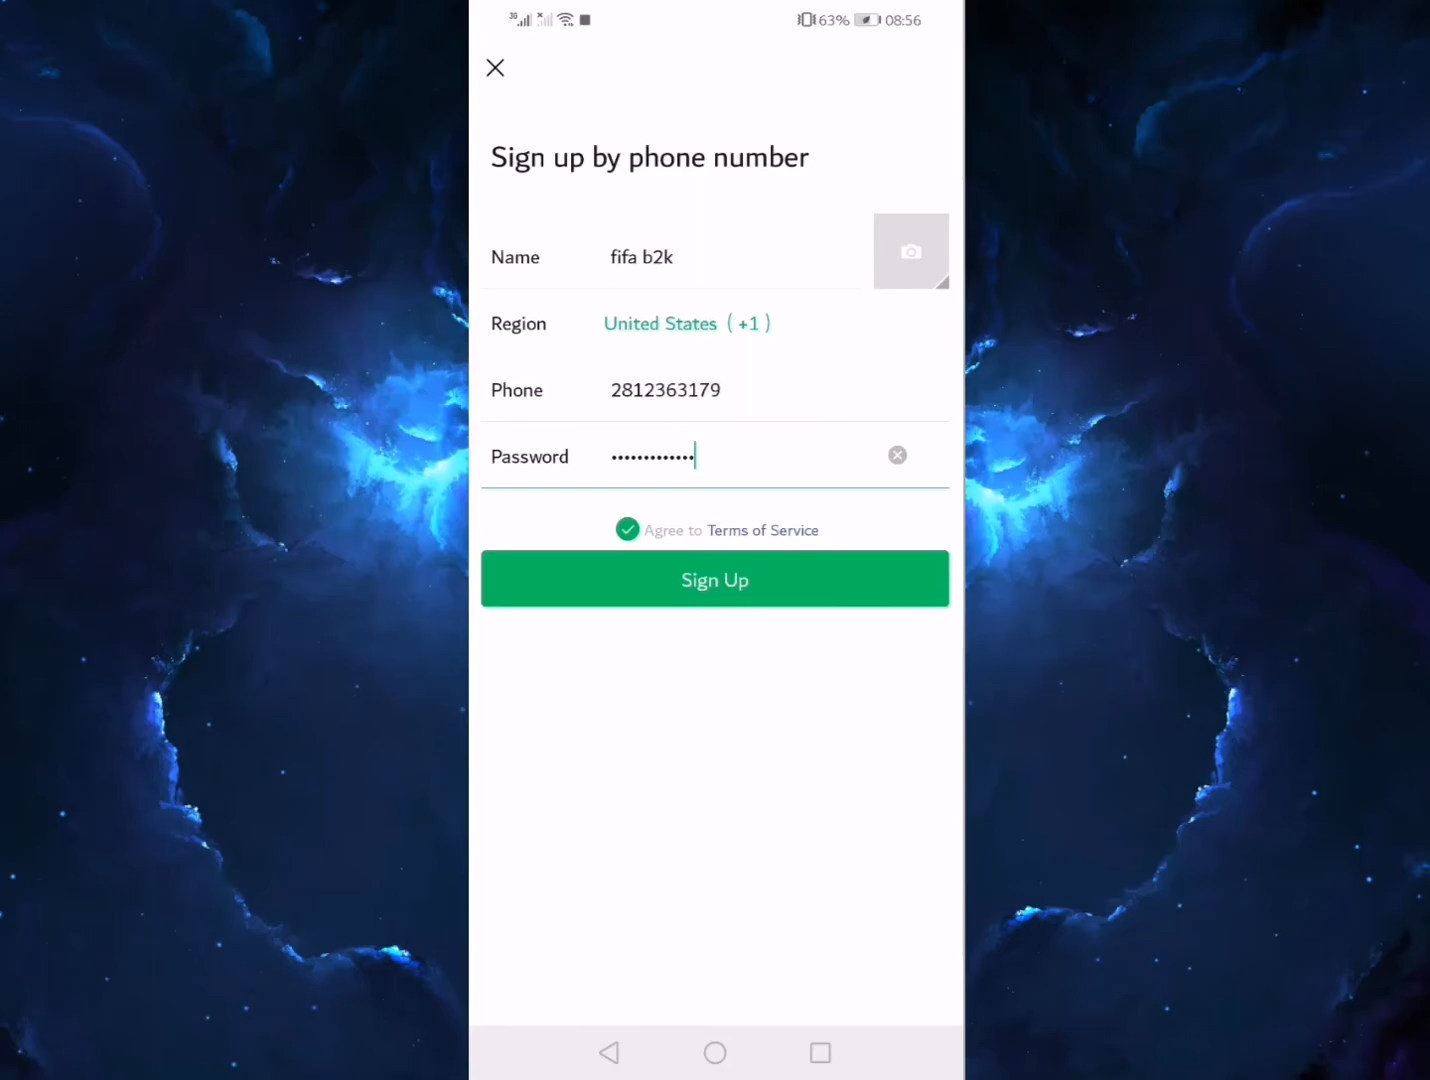 3G 63% 08:56
Sign up by phone number
Name fifa b2k
Region United States ( +1 )
Phone 2812363179
Password •••••••••••••
Agree to Terms of Service
Sign Up